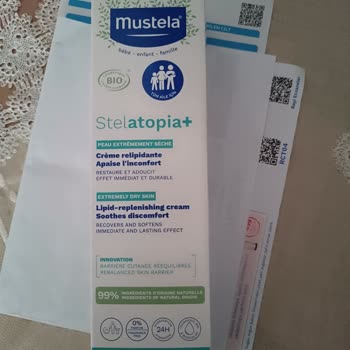 mustela
bébé · enfant · famille
BIO
Stelatopia+
PEAU EXTRÊMEMENT SÈCHE
Crème relipidante
Apaise l'inconfort
RESTAURE ET ADOUCIT
EFFET IMMÉDIAT ET DURABLE
EXTREMELY DRY SKIN
Lipid-replenishing cream
Soothes discomfort
RECOVERS AND SOFTENS
IMMEDIATE AND LASTING EFFECT
INNOVATION
BARRIÈRE CUTANÉE RÉÉQUILIBRÉE
REBALANCED SKIN BARRIER
99%
INGRÉDIENTS D'ORIGINE NATURELLE
INGREDIENTS OF NATURAL ORIGIN
0%
24H
RCT04